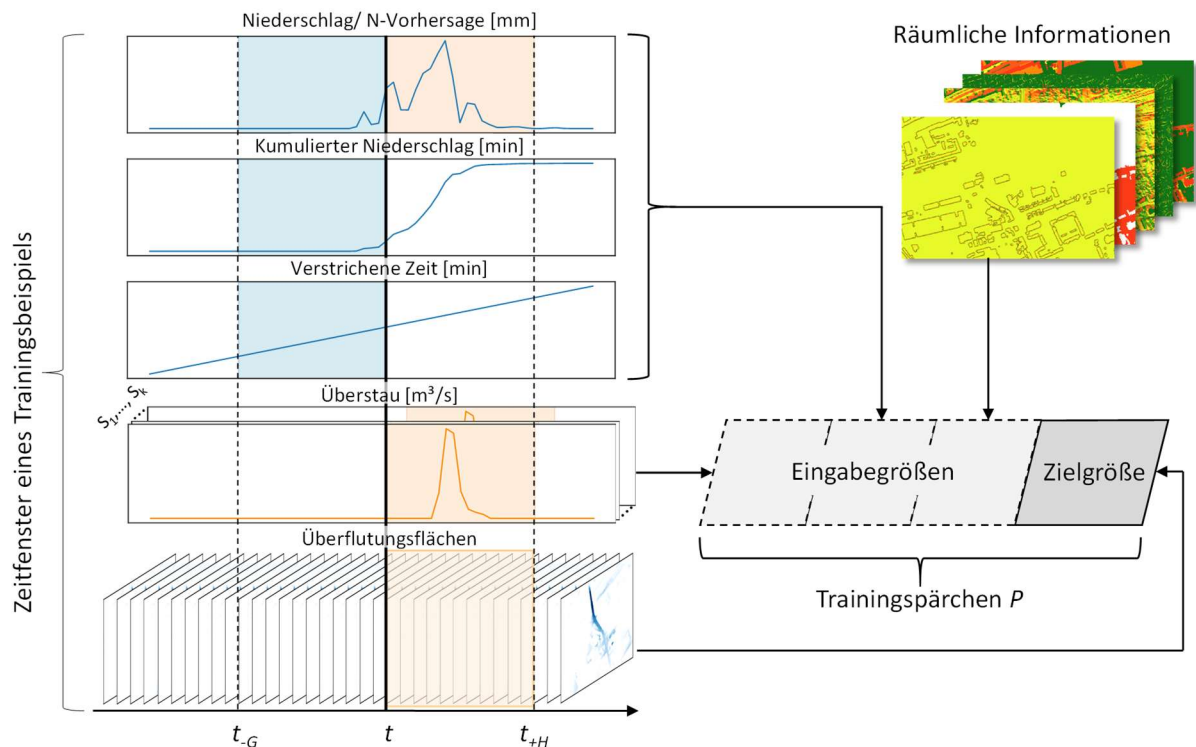 Niederschlag/ N-Vorhersage [mm]
Räumliche Informationen
Kumulierter Niederschlag [min]
Verstrichene Zeit [min]
Zeitfenster eines Trainingsbeispiels
Überstau [m³/s]
S1,..., Sk
Eingabegrößen
Zielgröße
Überflutungsflächen
Trainingspärchen P
t-G
t
t+H